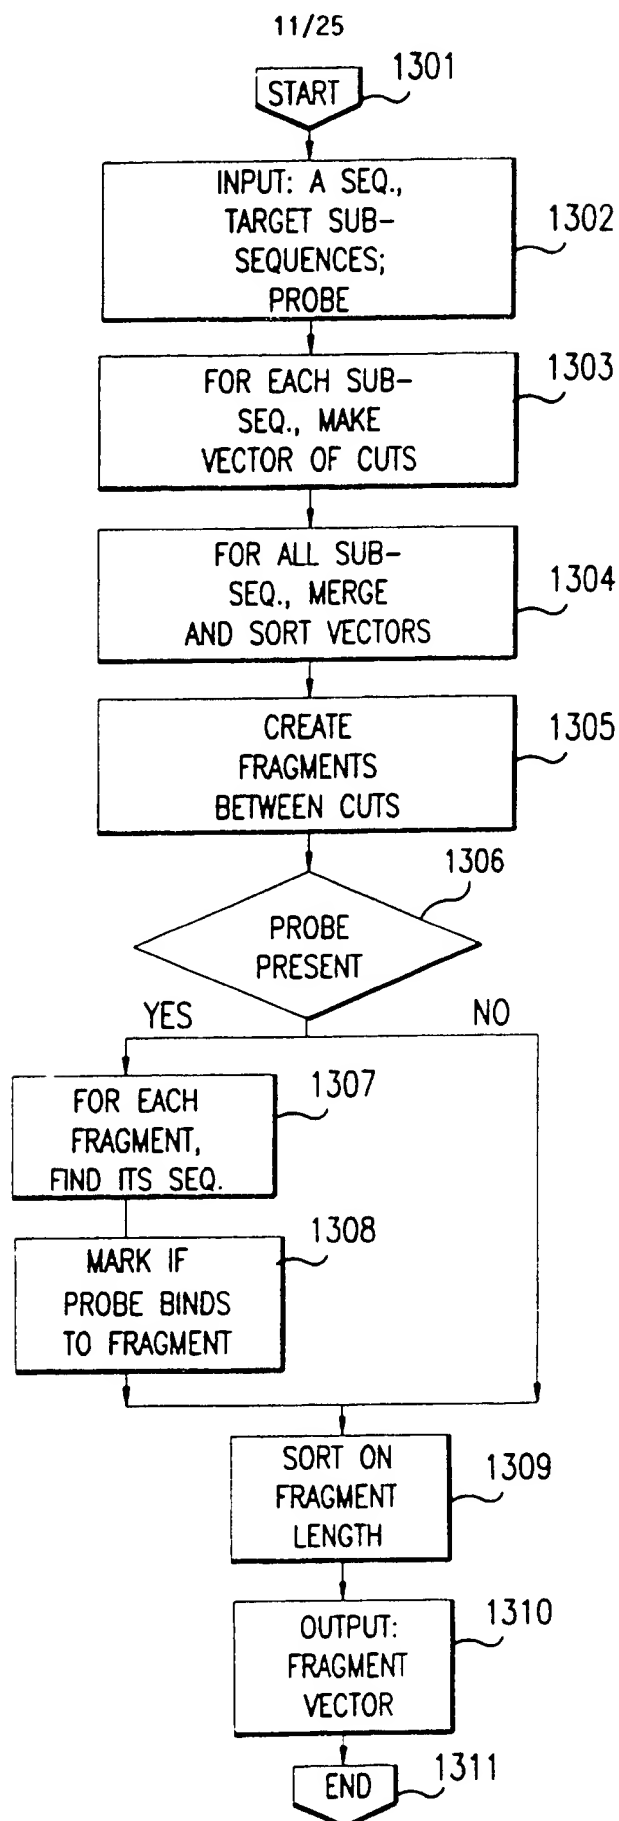 11/25
START
1301
INPUT: A SEQ.,
TARGET SUB-
SEQUENCES;
PROBE
1302
FOR EACH SUB-
SEQ., MAKE
VECTOR OF CUTS
1303
FOR ALL SUB-
SEQ., MERGE
AND SORT VECTORS
1304
CREATE
FRAGMENTS
BETWEEN CUTS
1305
PROBE
PRESENT
1306
YES
NO
FOR EACH
FRAGMENT,
FIND ITS SEQ.
1307
MARK IF
PROBE BINDS
TO FRAGMENT
1308
SORT ON
FRAGMENT
LENGTH
1309
OUTPUT:
FRAGMENT
VECTOR
1310
END
1311